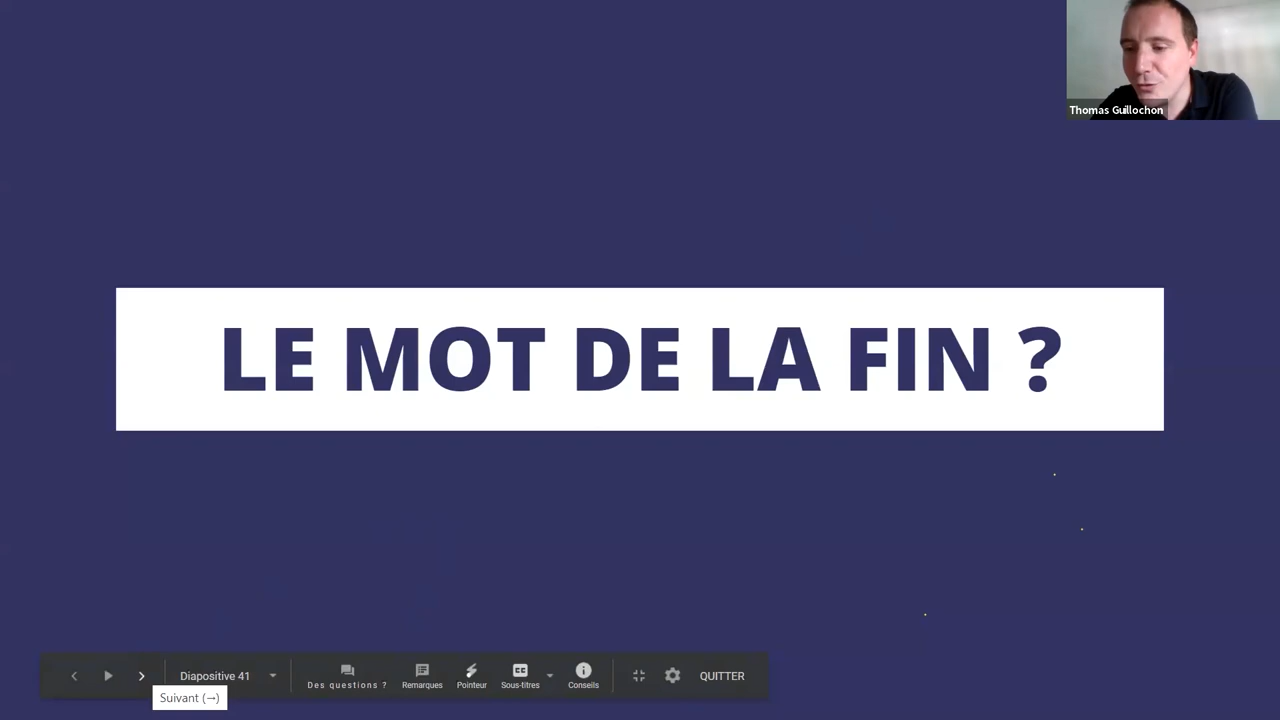 Thomas Guillochon
LE MOT DE LA FIN ?
Diapositive 41
Des questions ?
Remarques
Pointeur
Sous-titres
Conseils
QUITTER
Suivant (→)